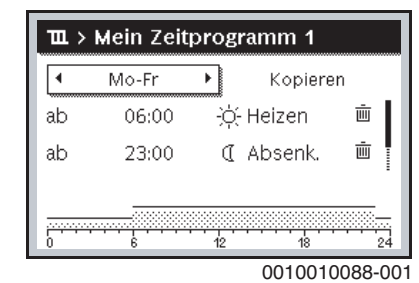 > Mein Zeitprogramm 1
Mo-Fr Kopieren
ab 06:00 Heizen
ab 23:00 Absenk.
0 6 12 18 24
0010010088-001